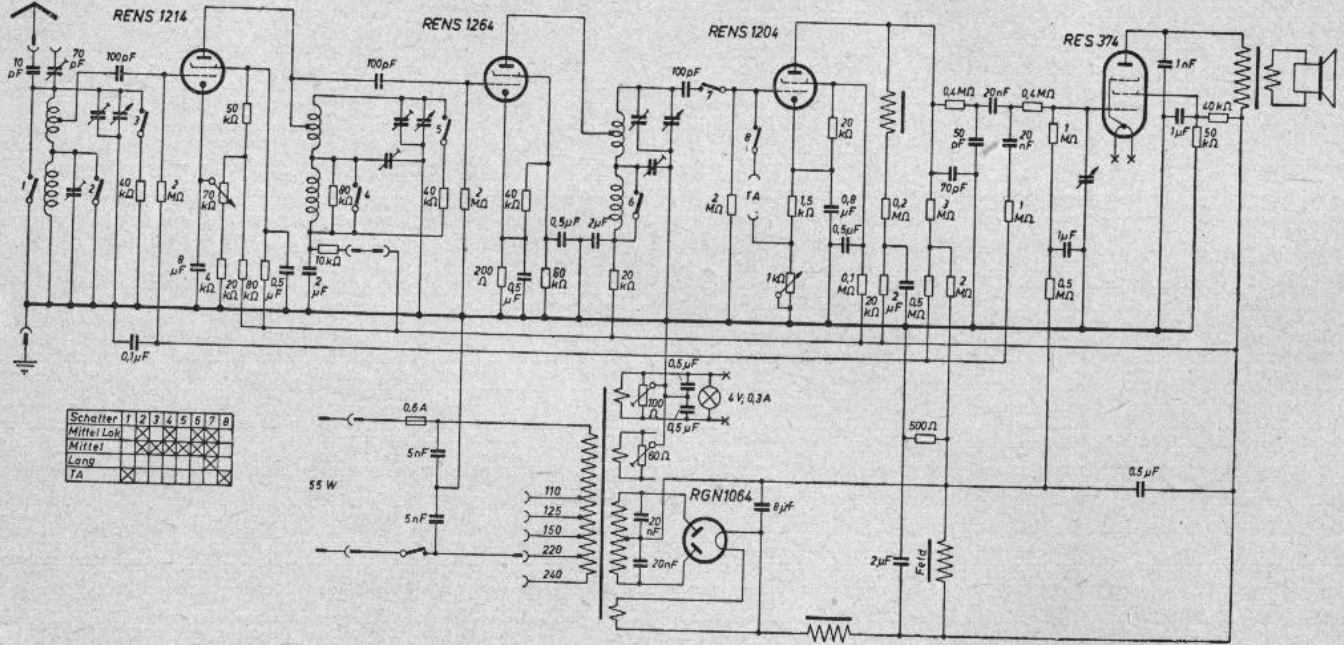 RENS 1214
RENS 1264
RENS 1204
RES 374
10 pF
70 pF
100pF
50 kΩ
3
1
2
40 kΩ
2 MΩ
70 kΩ
8 µF
4 kΩ
20 kΩ
80 kΩ
0,5 µF
0,1µF
100pF
5
80 kΩ
4
40 kΩ
10kΩ
2 µF
2 MΩ
40 kΩ
200 Ω
0,5 µF
60 kΩ
0,5µF
2µF
20 kΩ
6
100pF
7
8
TA
2 MΩ
20 kΩ
1,5 kΩ
0,8 µF
0,5µF
1kΩ
0,1 MΩ
20 kΩ
0,2 MΩ
2 µF
0,5 MΩ
0,4MΩ
20nF
0,4MΩ
50 pF
70pF
3 MΩ
2 MΩ
20 nF
1 MΩ
1 MΩ
1µF
0,5 MΩ
1nF
1µF
40kΩ
50 kΩ
Schalter 1 2 3 4 5 6 7 8
Mittel Lok
Mittel
Lang
TA
55 W
0,6A
5nF
5nF
110
125
150
220
240
100 Ω
0,5µF
0,5µF
4V; 0,3A
60Ω
20 nF
20nF
RGN1064
8µF
500Ω
2µF
Feld
0,5µF